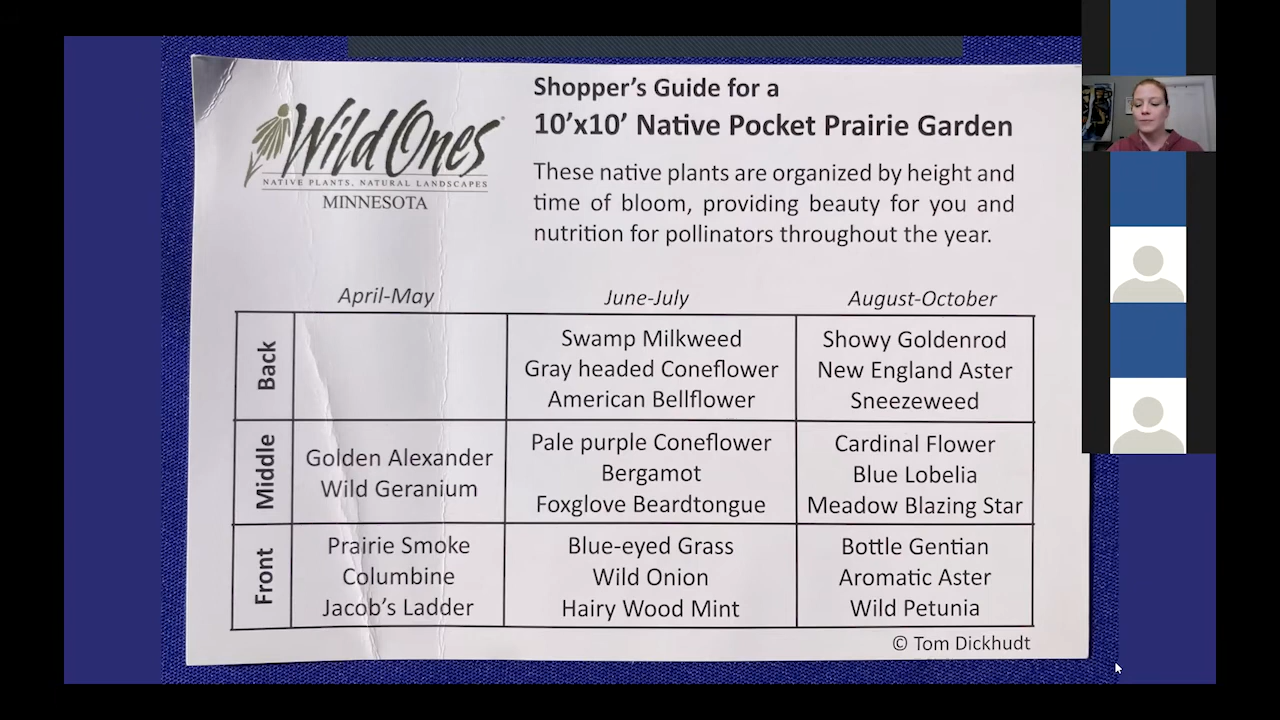 Shopper's Guide for a
10'x10' Native Pocket Prairie Garden
Wild Ones®
NATIVE PLANTS, NATURAL LANDSCAPES
MINNESOTA
These native plants are organized by height and
time of bloom, providing beauty for you and
nutrition for pollinators throughout the year.
April-May June-July August-October
Back
Swamp Milkweed Showy Goldenrod
Gray headed Coneflower New England Aster
American Bellflower Sneezeweed
Middle
Pale purple Coneflower Cardinal Flower
Golden Alexander Bergamot Blue Lobelia
Wild Geranium Foxglove Beardtongue Meadow Blazing Star
Front
Prairie Smoke Blue-eyed Grass Bottle Gentian
Columbine Wild Onion Aromatic Aster
Jacob's Ladder Hairy Wood Mint Wild Petunia
© Tom Dickhudt